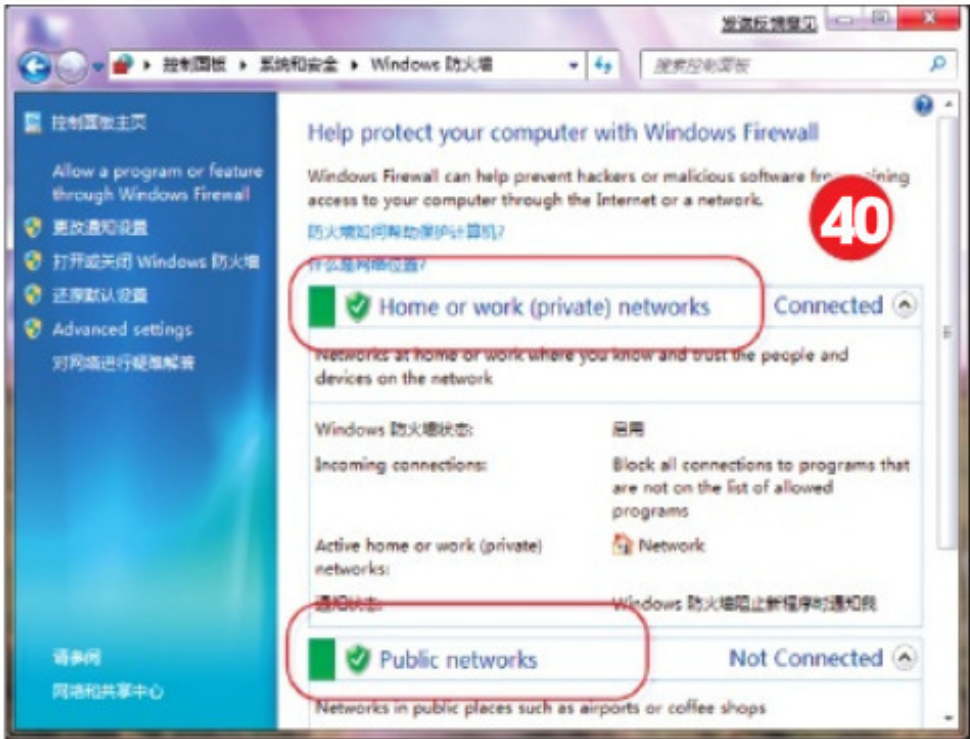 发送反馈意见
控制面板 ▸ 系统和安全 ▸ Windows 防火墙
搜索控制面板
控制面板主页
Allow a program or feature
through Windows Firewall
更改通知设置
打开或关闭 Windows 防火墙
还原默认设置
Advanced settings
对网络进行疑难解答
请参阅
网络和共享中心
Help protect your computer with Windows Firewall
Windows Firewall can help prevent hackers or malicious software from
access to your computer through the Internet or a network.
40
防火墙如何帮助保护计算机?
什么是网络位置?
Home or work (private) networks
Connected
Networks at home or work where you know and trust the people and
devices on the network
Windows 防火墙状态:
启用
Incoming connections:
Block all connections to programs that
are not on the list of allowed
programs
Active home or work (private)
networks:
Network
通知状态:
Windows 防火墙阻止新程序时通知我
Public networks
Not Connected
Networks in public places such as airports or coffee shops